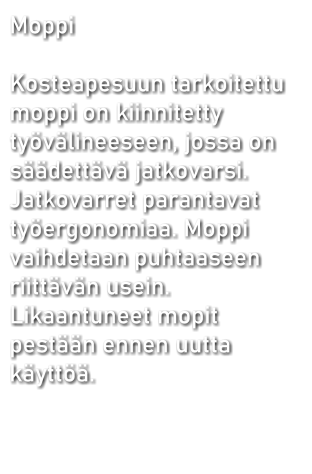 Moppi
Kosteapesuun tarkoitettu
moppi on kiinnitetty
työvälineeseen, jossa on
säädettävä jatkovarsi.
Jatkovarret parantavat
työergonomiaa. Moppi
vaihdetaan puhtaaseen
riittävän usein.
Likaantuneet mopit
pestään ennen uutta
käyttöä.